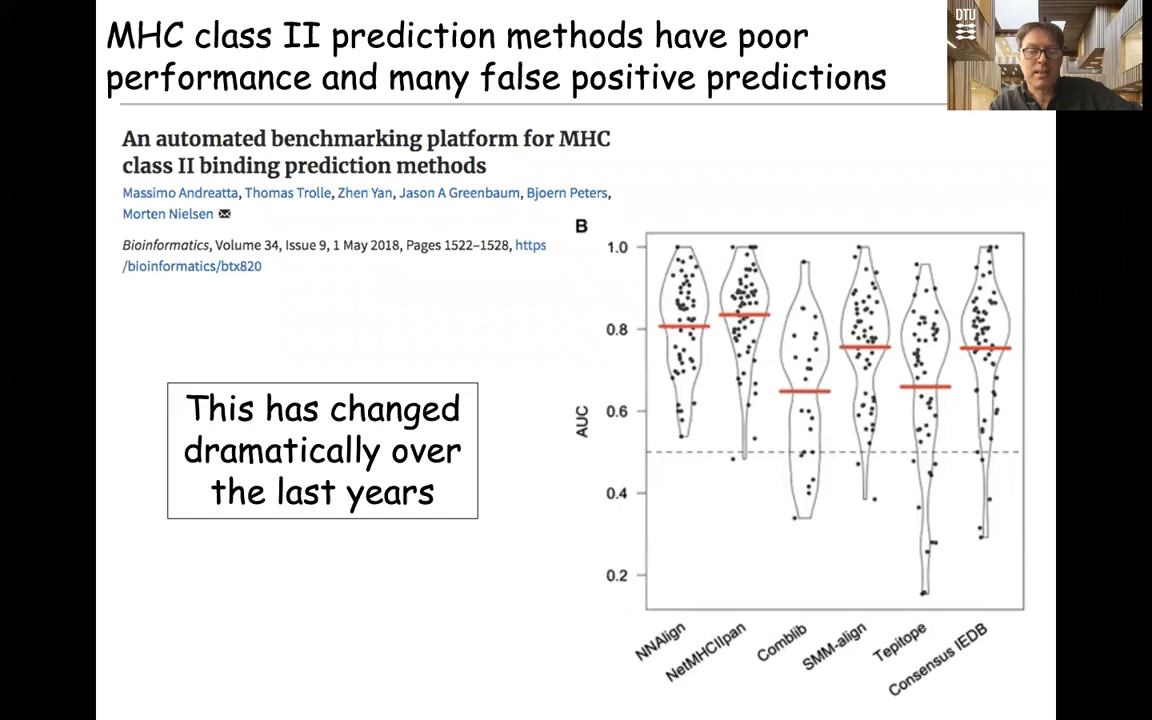 MHC class II prediction methods have poor
performance and many false positive predictions
DTU
An automated benchmarking platform for MHC
class II binding prediction methods
Massimo Andreatta, Thomas Trolle, Zhen Yan, Jason A Greenbaum, Bjoern Peters,
Morten Nielsen
Bioinformatics, Volume 34, Issue 9, 1 May 2018, Pages 1522–1528, https
/bioinformatics/btx820
This has changed
dramatically over
the last years
B
1.0
0.8
0.6
0.4
0.2
AUC
NNAlign
NetMHCIIpan
Comblib
SMM-align
Tepitope
Consensus IEDB